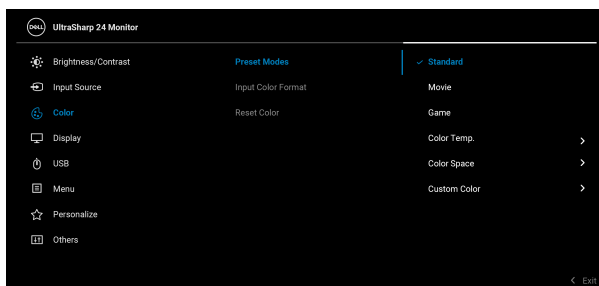 DELL UltraSharp 24 Monitor
Brightness/Contrast
Input Source
Color
Display
USB
Menu
Personalize
Others
Preset Modes
Input Color Format
Reset Color
Standard
Movie
Game
Color Temp.
Color Space
Custom Color
Exit